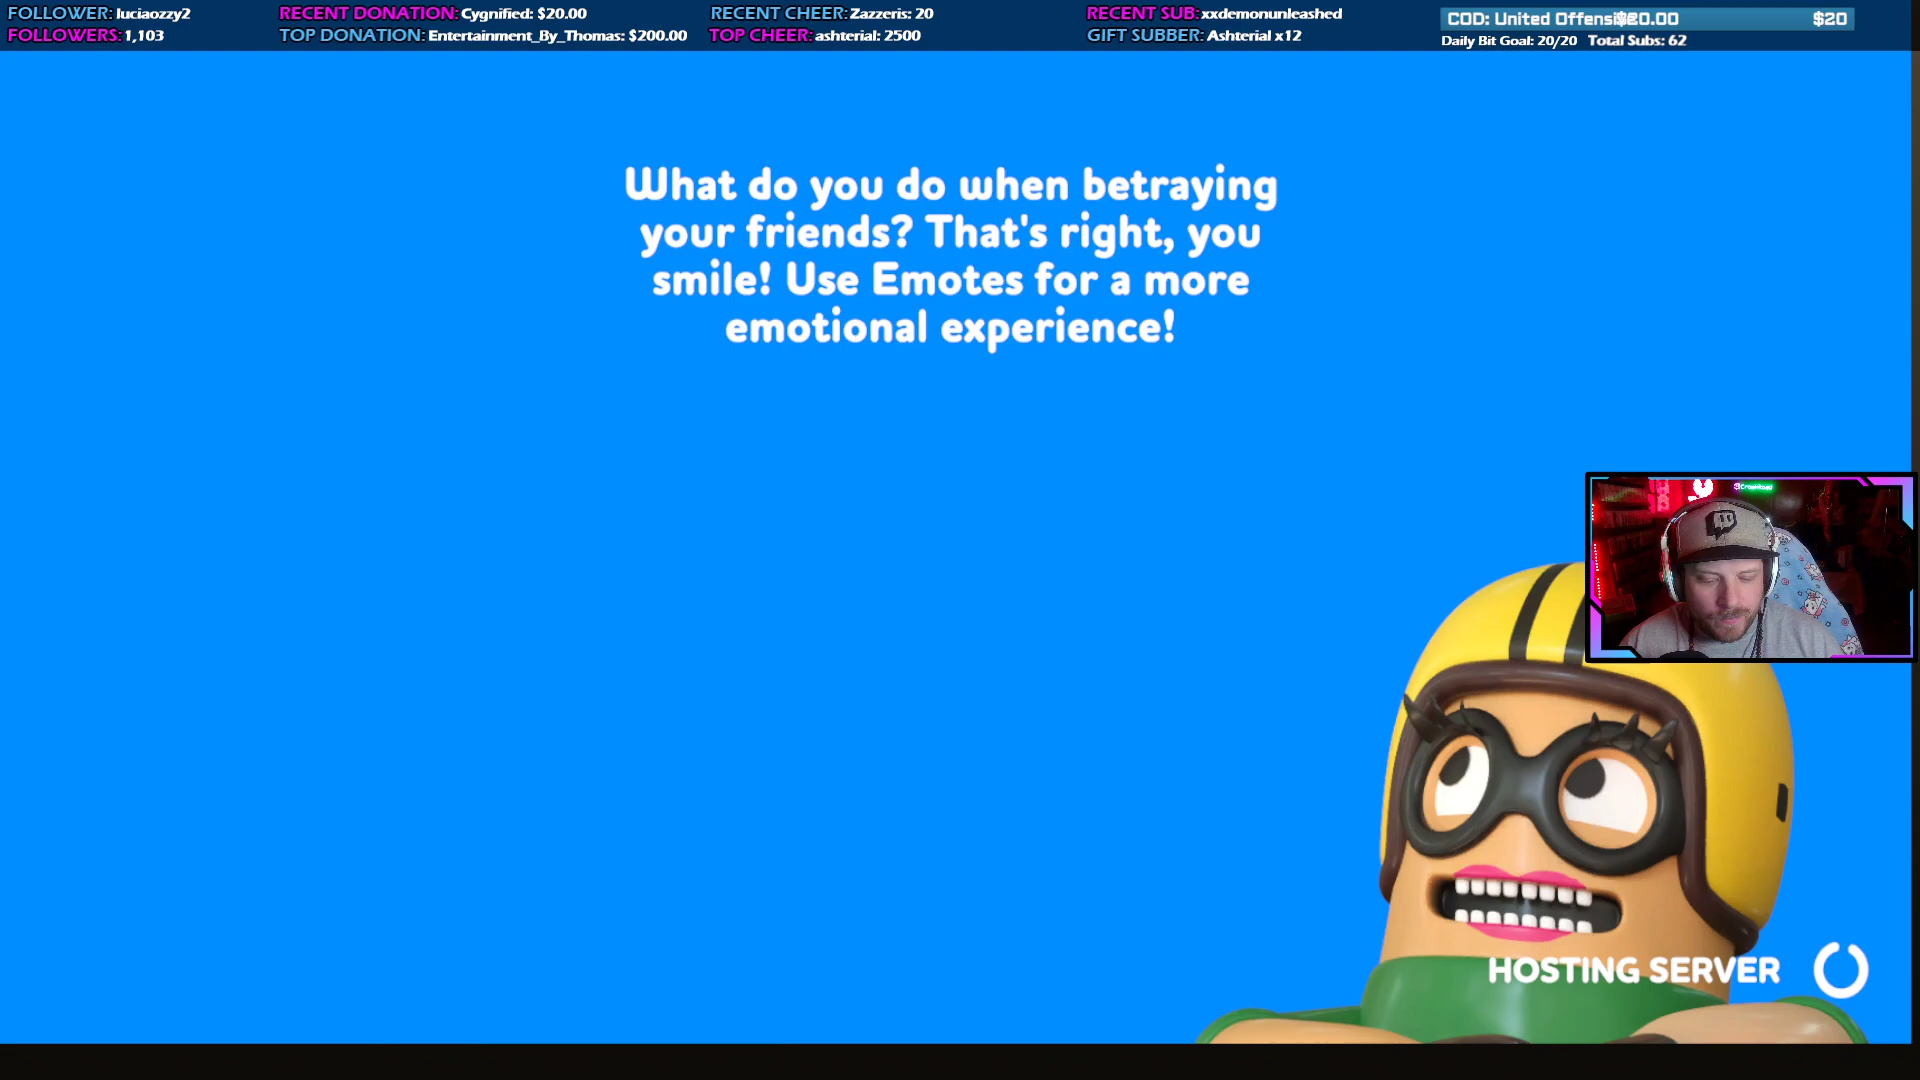 FOLLOWER: luciaozzy2
FOLLOWERS: 1,103
RECENT DONATION: Cygnified: $20.00
TOP DONATION: Entertainment_By_Thomas: $200.00
RECENT CHEER: Zazzeris: 20
TOP CHEER: ashterial: 2500
RECENT SUB: xxdemonunleashed
GIFT SUBBER: Ashterial x12
COD: United $20
Daily Bit Goal: 20/20 Total Subs: 62
What do you do when betraying
your friends? That's right, you
smile! Use Emotes for a more
emotional experience!
HOSTING SERVER